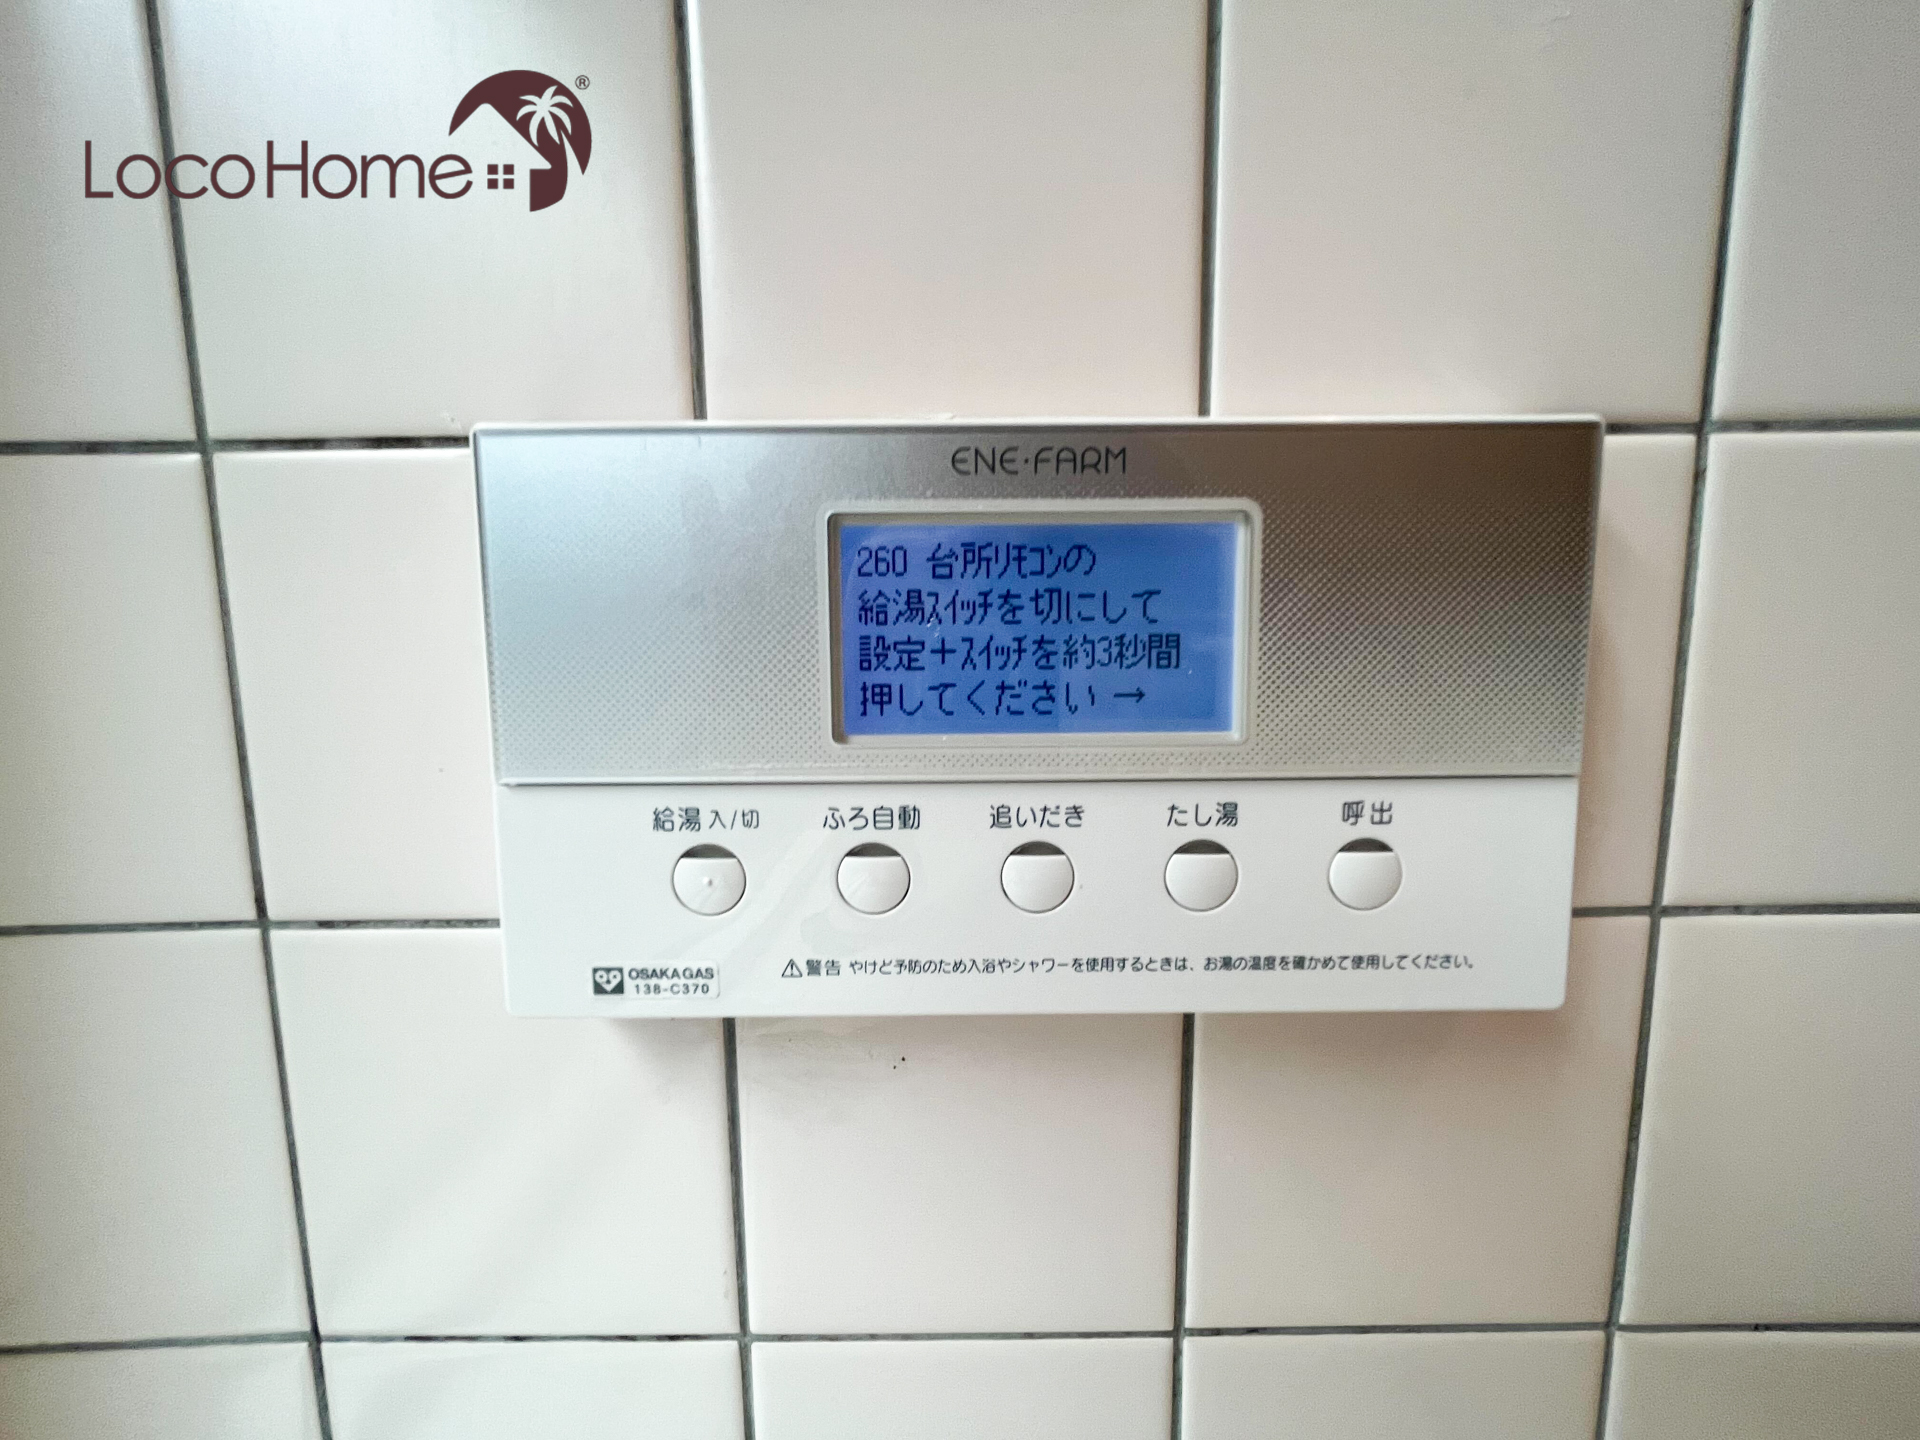 LocoHome®
ENE·FARM
260 台所ﾘﾓｺﾝの
給湯ｽｲｯﾁを切にして
設定＋ｽｲｯﾁを約3秒間
押してください→
給湯 入/切 ふろ自動 追いだき たし湯 呼出
OSAKA GAS
138-C370
⚠警告 やけど予防のため入浴やシャワーを使用するときは、お湯の温度を確かめて使用してください。